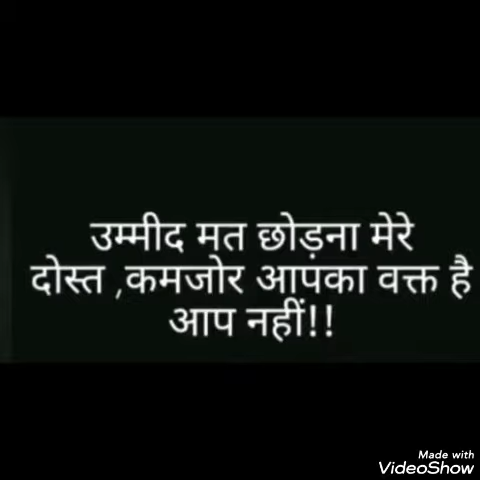 उम्मीद मत छोड़ना मेरे
दोस्त ,कमजोर आपका वक्त है
आप नहीं!!
Made with
VideoShow